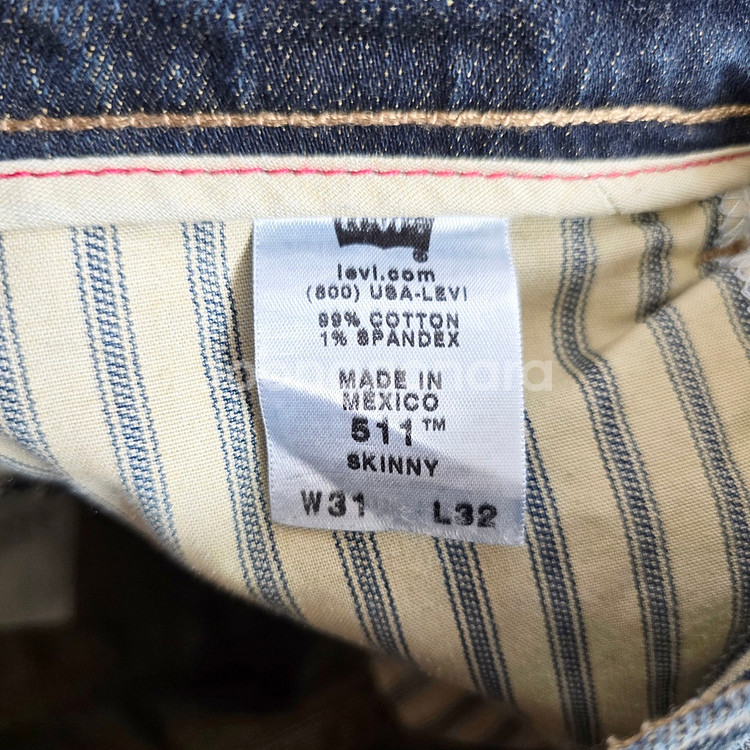 levi.com
(800) USA-LEVI
99% COTTON
1% SPANDEX
MADE IN
MEXICO
511™
SKINNY
W31 L32